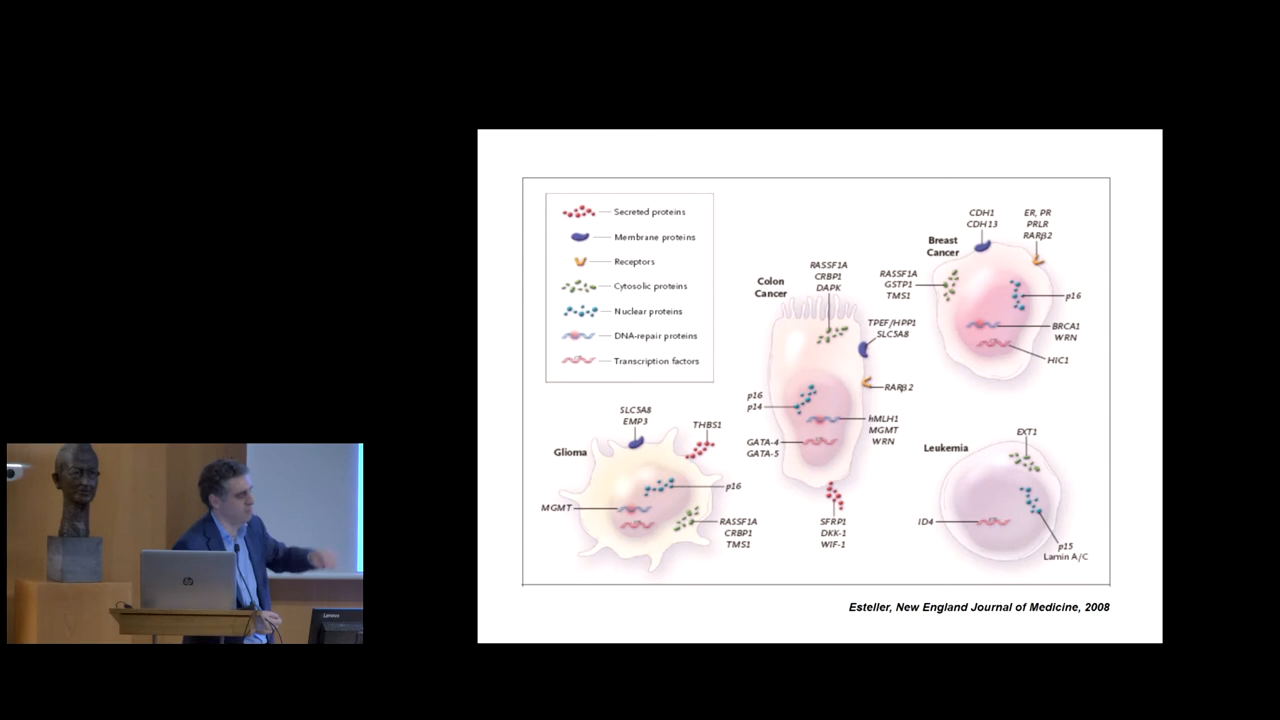 Secreted proteins
Membrane proteins
Receptors
Cytosolic proteins
Nuclear proteins
DNA-repair proteins
Transcription factors
Colon
Cancer
RASSF1A
CRBP1
DAPK
TPEF/HPP1
SLC5A8
RARβ2
p16
p14
hMLH1
MGMT
WRN
GATA-4
GATA-5
SFRP1
DKK-1
WIF-1
Breast
Cancer
CDH1
CDH13
ER, PR
PRLR
RARβ2
RASSF1A
GSTP1
TMS1
p16
BRCA1
WRN
HIC1
Glioma
SLC5A8
EMP3
THBS1
p16
MGMT
RASSF1A
CRBP1
TMS1
Leukemia
EXT1
ID4
p15
Lamin A/C
Esteller, New England Journal of Medicine, 2008
hp
Lenovo